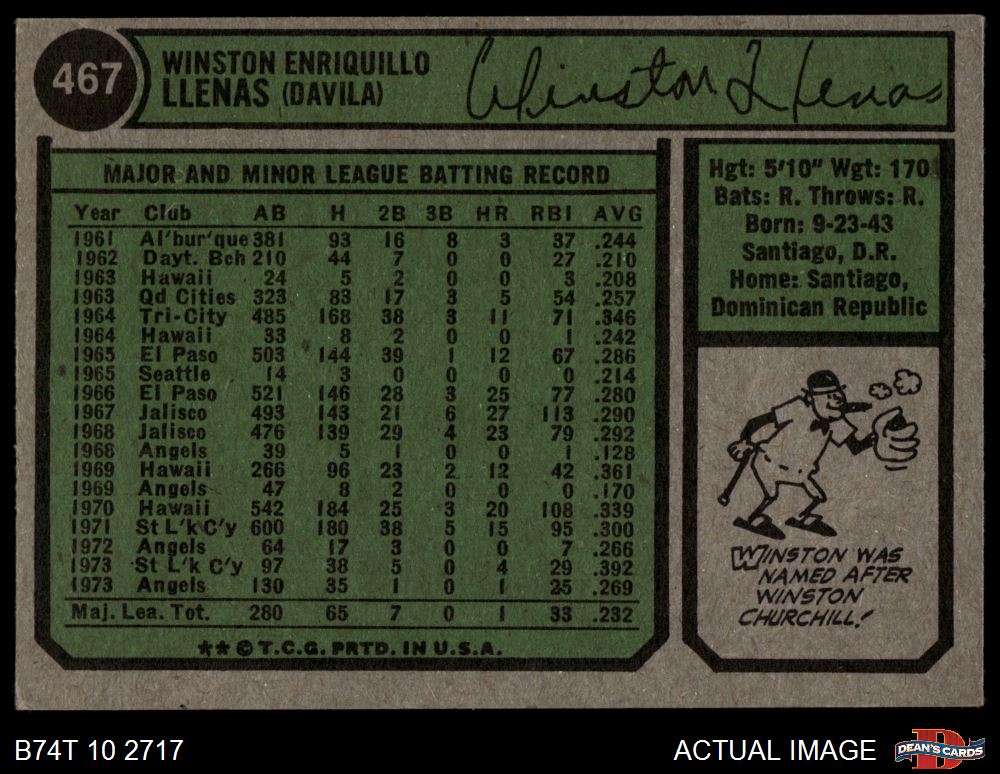 467
WINSTON ENRIQUILLO
LLENAS (DAVILA)
Winston Llenas
MAJOR AND MINOR LEAGUE BATTING RECORD
Year Club AB H 2B 3B HR RBI AVG
1961 Al'bur'que 381 93 16 8 3 37 .244
1962 Dayt. Bch 210 44 7 0 0 27 .210
1963 Hawaii 24 5 2 0 0 3 .208
1963 Qd Cities 323 83 17 3 5 54 .257
1964 Tri-City 485 168 38 3 11 71 .346
1964 Hawaii 33 8 2 0 0 1 .242
1965 El Paso 503 144 39 1 12 67 .286
1965 Seattle 14 3 0 0 0 0 .214
1966 El Paso 521 146 28 3 25 77 .280
1967 Jalisco 493 143 21 6 27 113 .290
1968 Jalisco 476 139 29 4 23 79 .292
1968 Angels 39 5 1 0 0 1 .128
1969 Hawaii 266 96 23 2 12 42 .361
1969 Angels 47 8 2 0 0 0 .170
1970 Hawaii 542 184 25 3 20 108 .339
1971 St L'k C'y 600 180 38 5 15 95 .300
1972 Angels 64 17 3 0 0 7 .266
1973 St L'k C'y 97 38 5 0 4 29 .392
1973 Angels 130 35 1 0 1 25 .269
Maj. Lea. Tot. 280 65 7 0 1 33 .232
** © T.C.G. PRTD. IN U.S.A.
Hgt: 5'10" Wgt: 170
Bats: R. Throws: R.
Born: 9-23-43
Santiago, D.R.
Home: Santiago,
Dominican Republic
WINSTON WAS
NAMED AFTER
WINSTON
CHURCHILL!
B74T 10 2717
ACTUAL IMAGE
D
DEAN'S CARDS